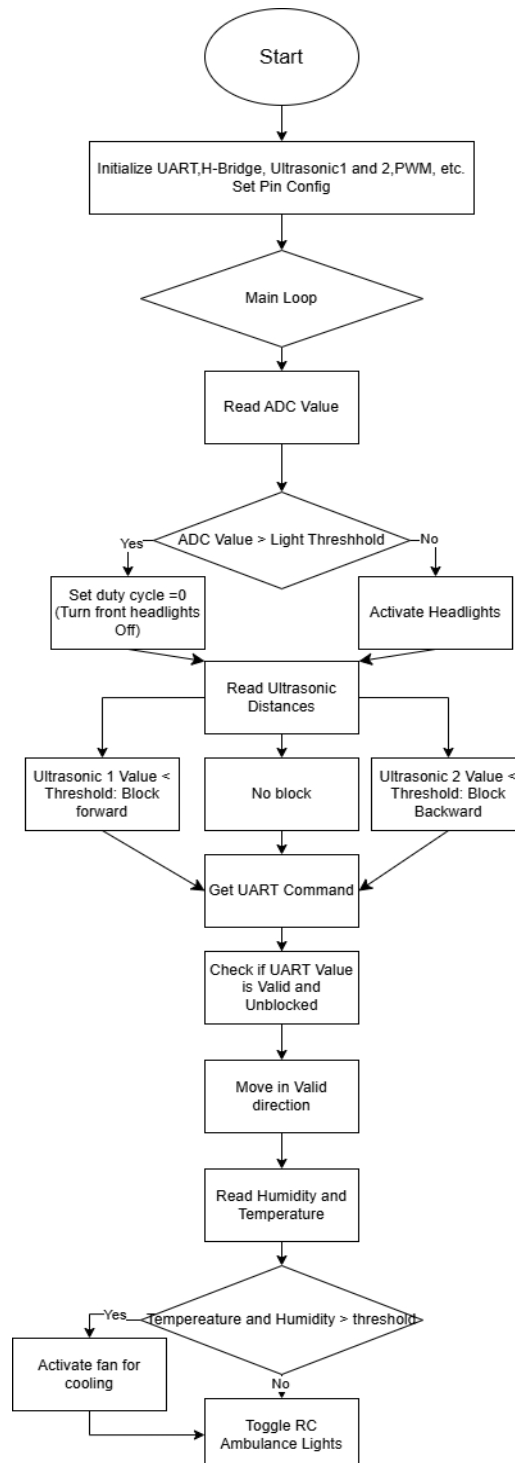 Start
Initialize UART,H-Bridge, Ultrasonic1 and 2,PWM, etc.
Set Pin Config
Main Loop
Read ADC Value
ADC Value > Light Threshhold
Yes
No
Set duty cycle =0
(Turn front headlights
Off)
Activate Headlights
Read Ultrasonic
Distances
Ultrasonic 1 Value <
Threshold: Block
forward
No block
Ultrasonic 2 Value <
Threshold: Block
Backward
Get UART Command
Check if UART Value
is Valid and
Unblocked
Move in Valid
direction
Read Humidity and
Temperature
Tempereature and Humidity > threshold
Yes
Activate fan for
cooling
No
Toggle RC
Ambulance Lights